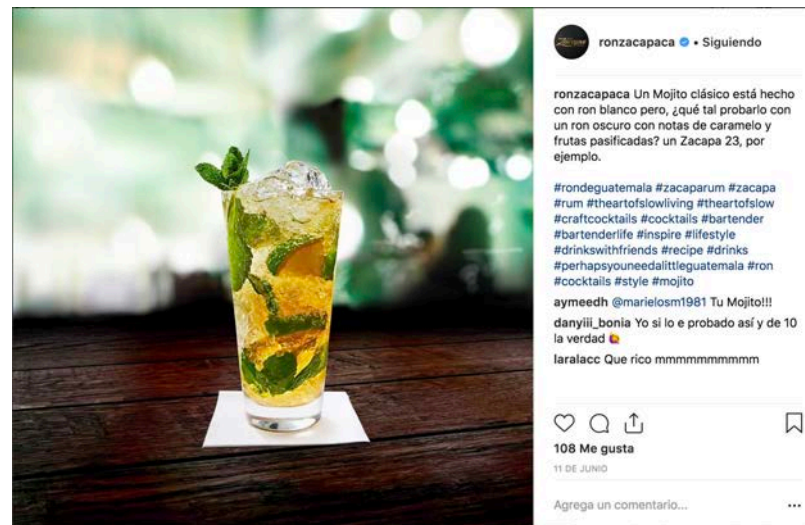 ronzacapaca • Siguiendo
ronzacapaca Un Mojito clásico está hecho
con ron blanco pero, ¿qué tal probarlo con
un ron oscuro con notas de caramelo y
frutas pasificadas? un Zacapa 23, por
ejemplo.
#rondeguatemala #zacaparum #zacapa
#rum #theartofslowliving #theartofslow
#craftcocktails #cocktails #bartender
#bartenderlife #inspire #lifestyle
#drinkswithfriends #recipe #drinks
#perhapsyouneedalittleguatemala #ron
#cocktails #style #mojito
aymeedh @marielosm1981 Tu Mojito!!!
danyiii_bonia Yo si lo e probado así y de 10
la verdad
laralacc Que rico mmmmmmmmmm
108 Me gusta
11 DE JUNIO
Agrega un comentario...